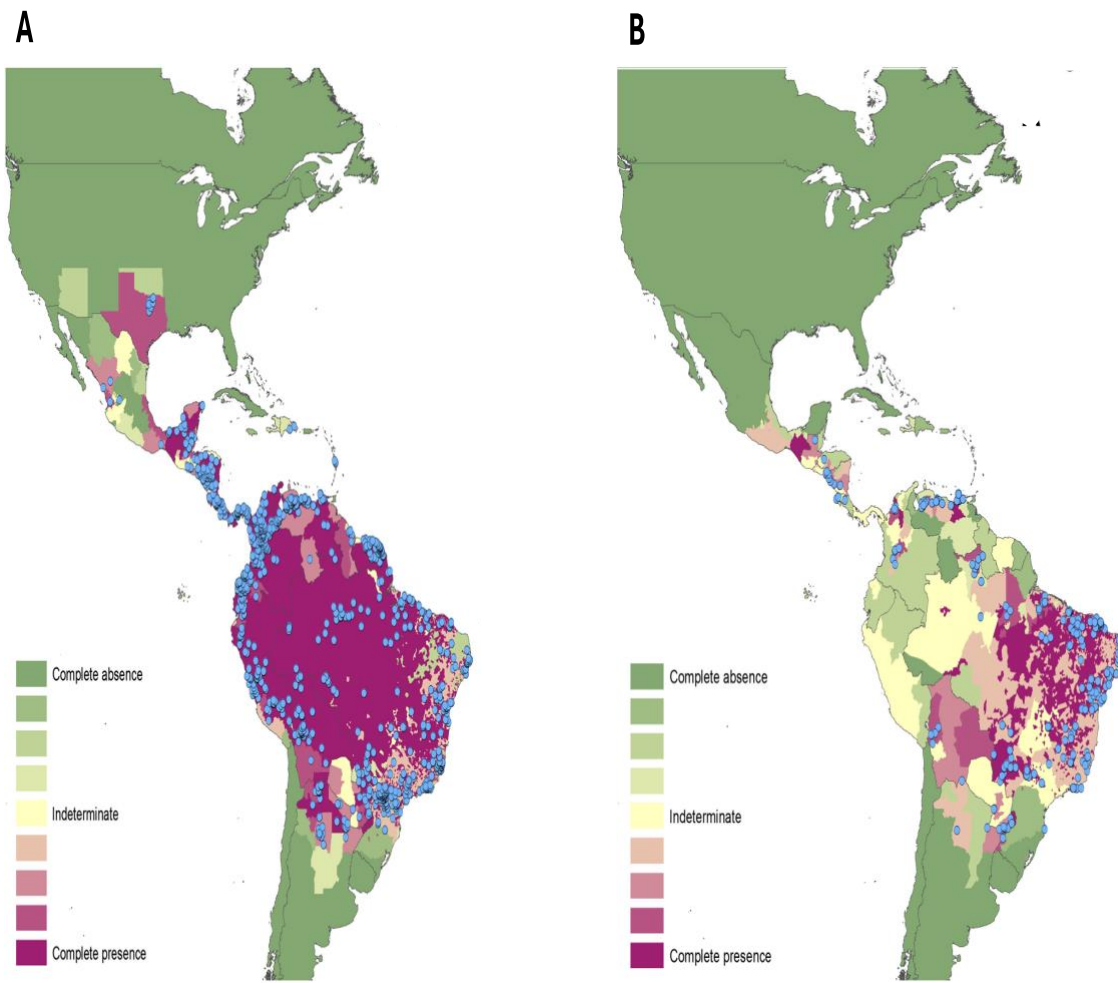 A
B
Complete absence
Indeterminate
Complete presence
Complete absence
Indeterminate
Complete presence